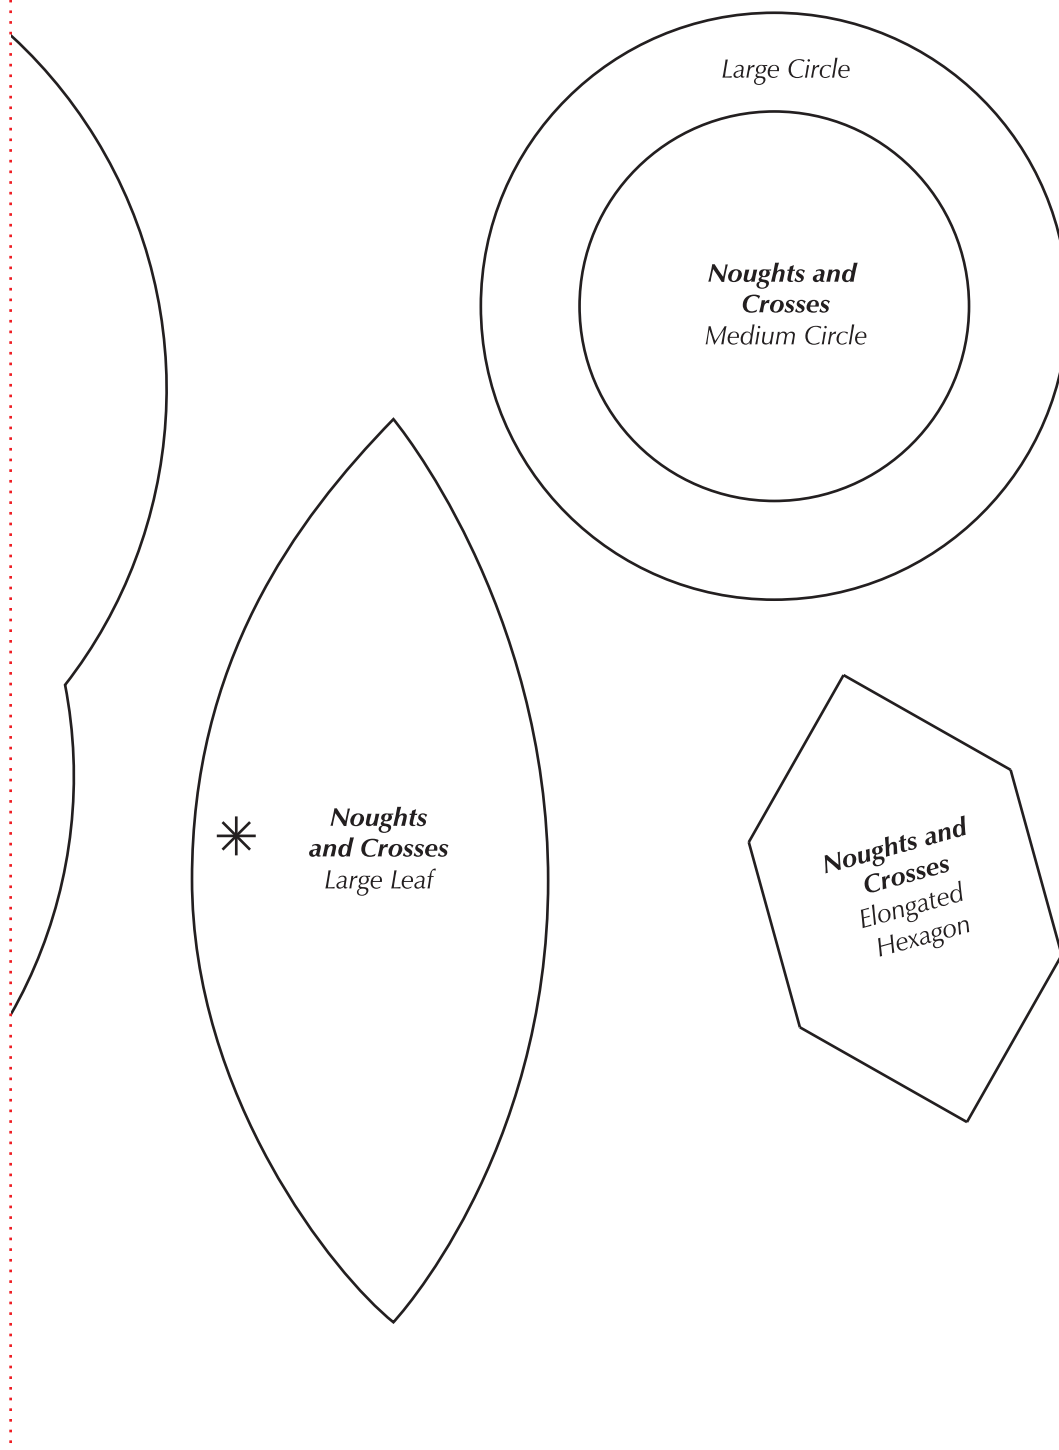 Large Circle
Noughts and
Crosses
Medium Circle
Noughts
and Crosses
Large Leaf
Noughts and
Crosses
Elongated
Hexagon